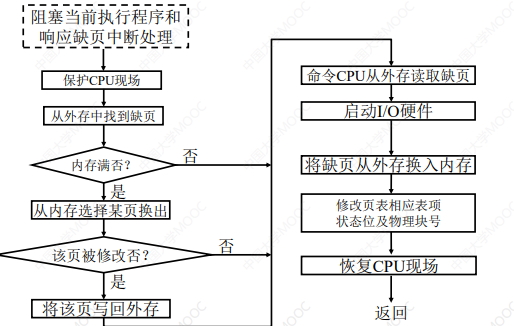 阻塞当前执行程序和
响应缺页中断处理
保护CPU现场
从外存中找到缺页
内存满否?
否
是
从内存选择某页换出
该页被修改否?
否
是
将该页写回外存
命令CPU从外存读取缺页
启动I/O硬件
将缺页从外存换入内存
修改页表相应表项
状态位及物理块号
恢复CPU现场
返回